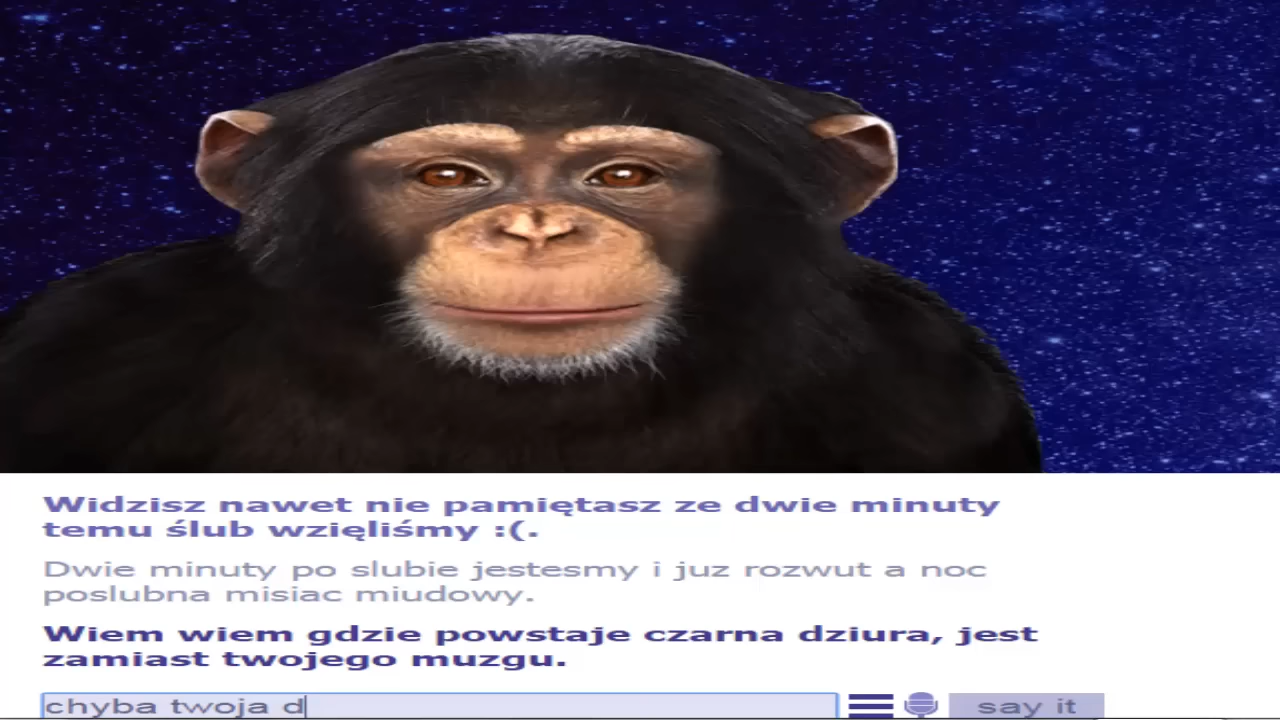 Widzisz nawet nie pamiętasz ze dwie minuty
temu ślub wzięliśmy :(.
Dwie minuty po slubie jestesmy i juz rozwut a noc
poslubna misiac miudowy.
Wiem wiem gdzie powstaje czarna dziura, jest
zamiast twojego muzgu.
chyba twoja d
say it